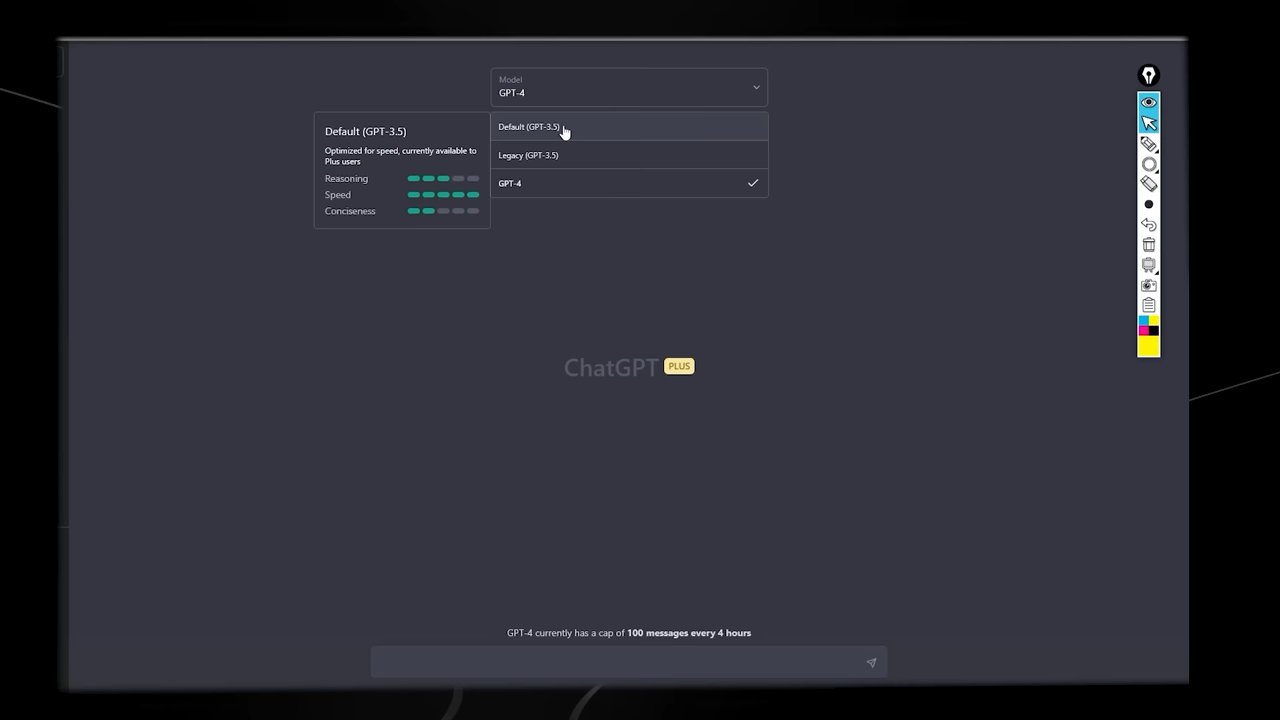 Model
GPT-4
Default (GPT-3.5)
Optimized for speed, currently available to
Plus users
Reasoning
Speed
Conciseness
Default (GPT-3.5)
Legacy (GPT-3.5)
GPT-4
ChatGPT PLUS
GPT-4 currently has a cap of 100 messages every 4 hours